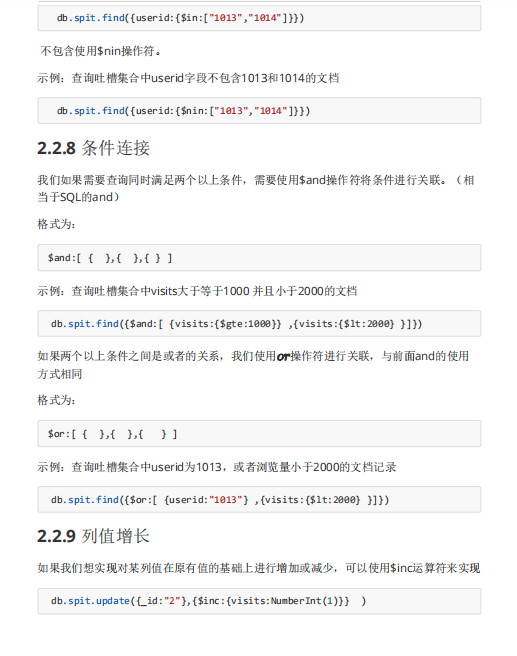 db.spit.find({userid:{$in:["1013","1014"]}})
不包含使用$nin操作符。
示例：查询吐槽集合中userid字段不包含1013和1014的文档
db.spit.find({userid:{$nin:["1013","1014"]}})
2.2.8 条件连接
我们如果需要查询同时满足两个以上条件，需要使用$and操作符将条件进行关联。（相
当于SQL的and）
格式为：
$and:[ {  },{  },{ } ]
示例：查询吐槽集合中visits大于等于1000 并且小于2000的文档
db.spit.find({$and:[ {visits:{$gte:1000}} ,{visits:{$lt:2000} }]})
如果两个以上条件之间是或者的关系，我们使用or操作符进行关联，与前面and的使用
方式相同
格式为：
$or:[ {  },{  },{   } ]
示例：查询吐槽集合中userid为1013，或者浏览量小于2000的文档记录
db.spit.find({$or:[ {userid:"1013"} ,{visits:{$lt:2000} }]})
2.2.9 列值增长
如果我们想实现对某列值在原有值的基础上进行增加或减少，可以使用$inc运算符来实现
db.spit.update({_id:"2"},{$inc:{visits:NumberInt(1)}}  )